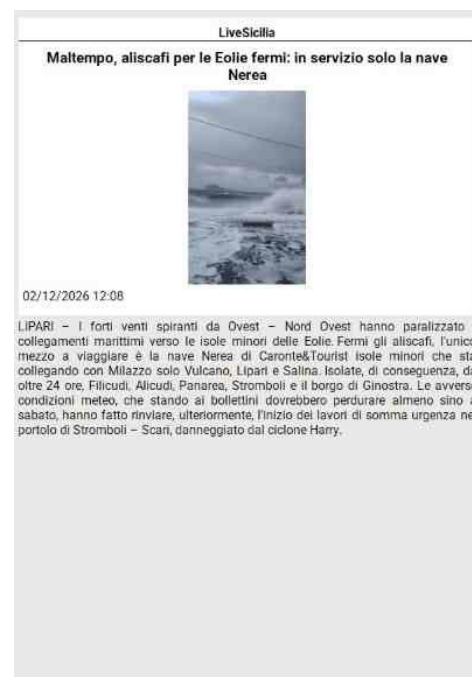 LiveSicilia
Maltempo, aliscafi per le Eolie fermi: in servizio solo la nave
Nerea
02/12/2026 12:08
LIPARI – I forti venti spiranti da Ovest – Nord Ovest hanno paralizzato
collegamenti marittimi verso le isole minori delle Eolie. Fermi gli aliscafi, l'unico
mezzo a viaggiare è la nave Nerea di Caronte&Tourist isole minori che sta
collegando con Milazzo solo Vulcano, Lipari e Salina. Isolate, di conseguenza, da
oltre 24 ore, Filicudi, Alicudi, Panarea, Stromboli e il borgo di Ginostra. Le avverse
condizioni meteo, che stando ai bollettini dovrebbero perdurare almeno sino a
sabato, hanno fatto rinviare, ulteriormente, l'inizio dei lavori di somma urgenza nel
portolo di Stromboli – Scari, danneggiato dal ciclone Harry.